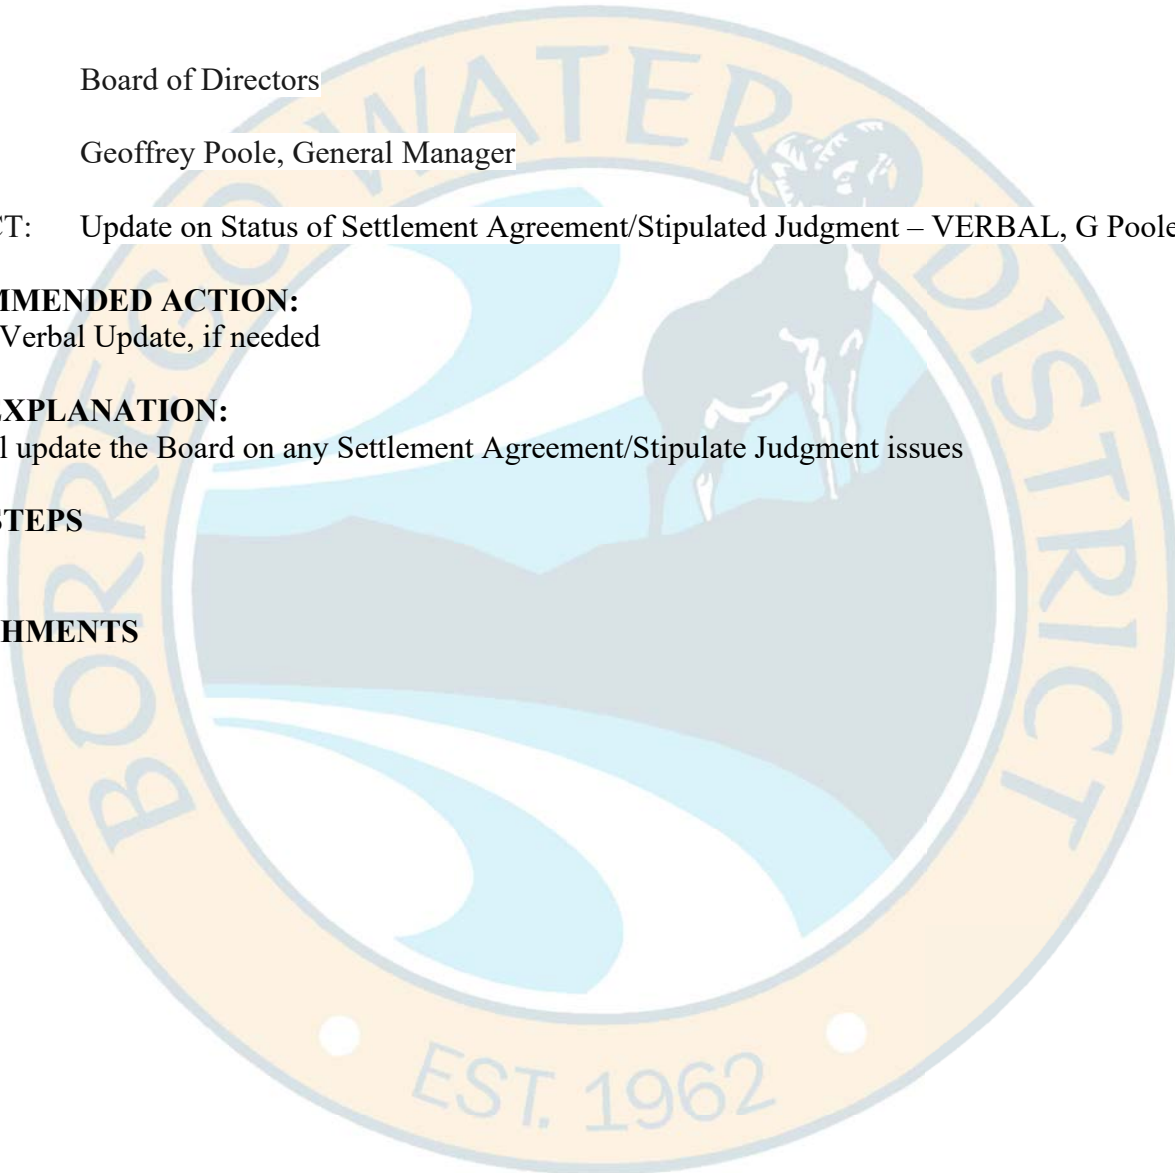 Board of Directors
Geoffrey Poole, General Manager
CT: Update on Status of Settlement Agreement/Stipulated Judgment – VERBAL, G Poole
MMENDED ACTION:
Verbal Update, if needed
EXPLANATION:
l update the Board on any Settlement Agreement/Stipulate Judgment issues
STEPS
HMENTS
BORREGO WATER DISTRICT
EST. 1962